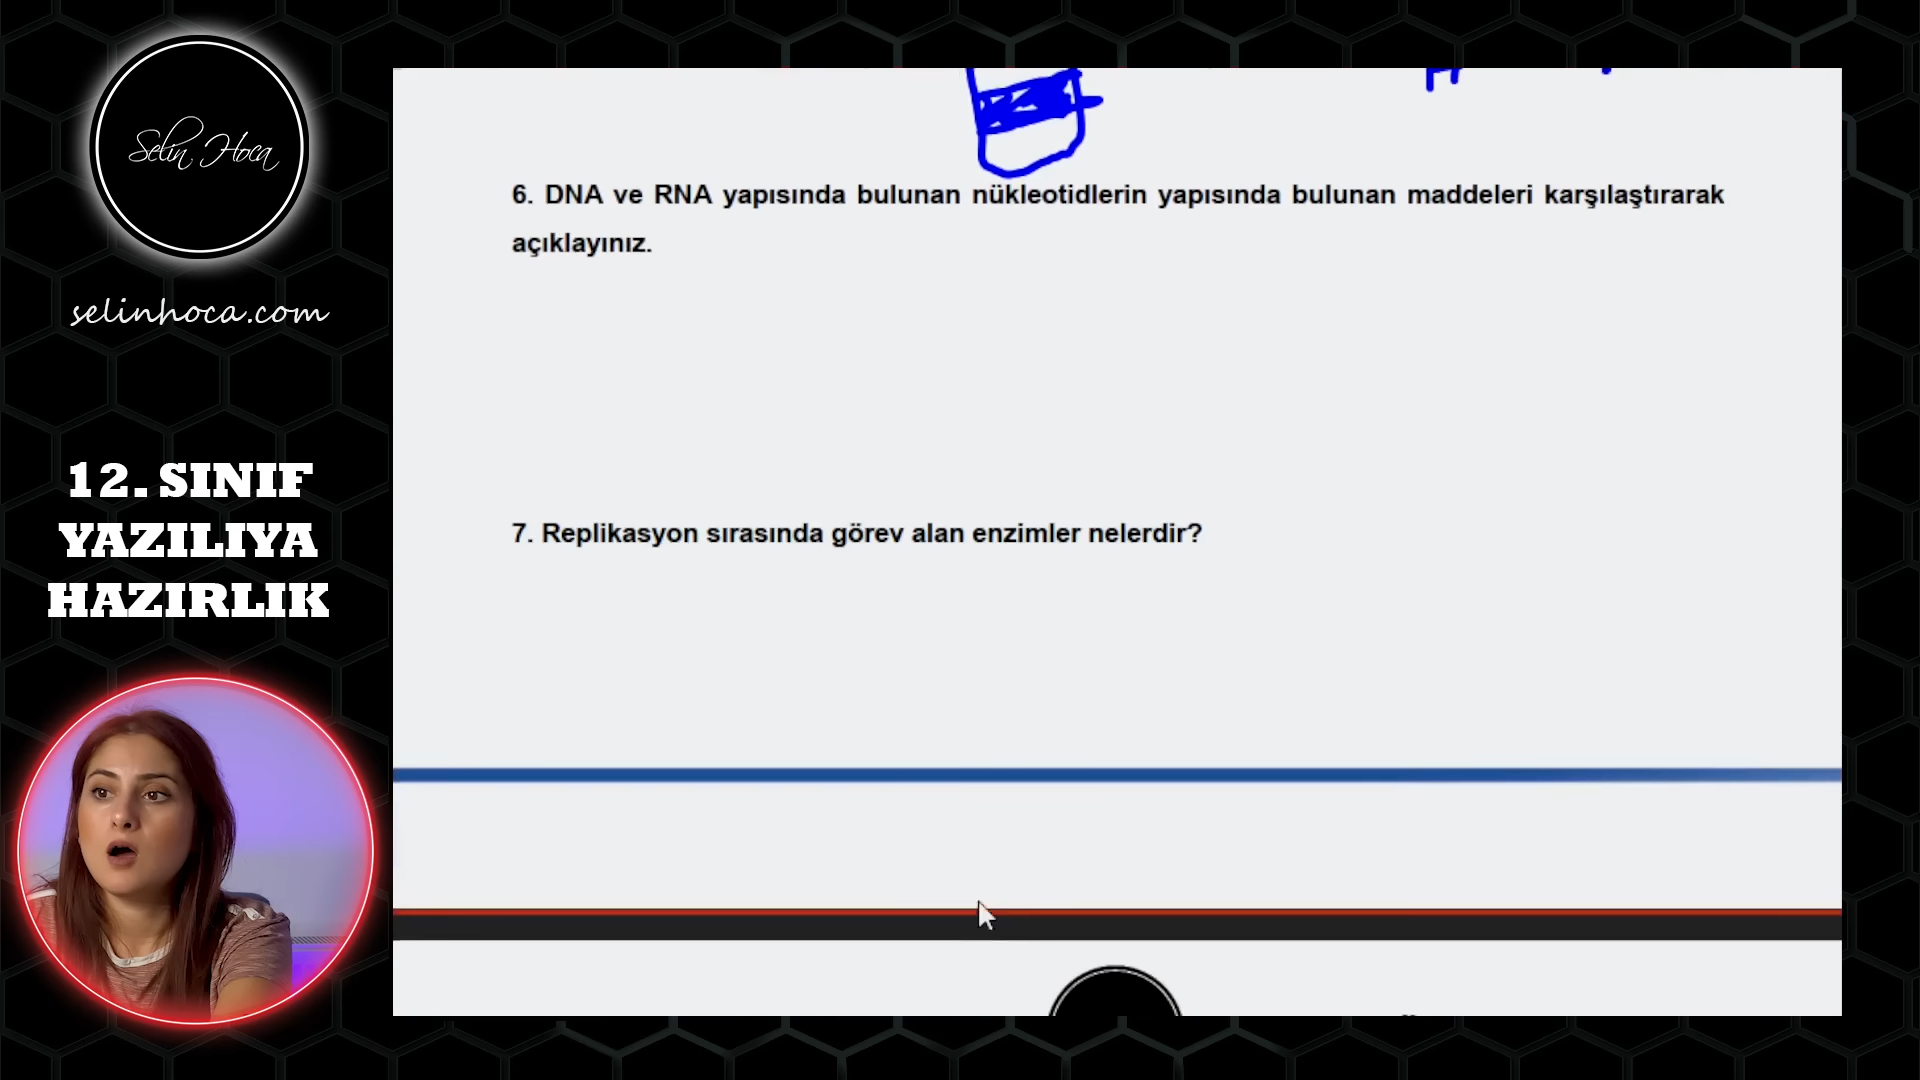 Selin Hoca
selinhoca.com
12. SINIF
YAZILIYA
HAZIRLIK
6. DNA ve RNA yapısında bulunan nükleotidlerin yapısında bulunan maddeleri karşılaştırarak
açıklayınız.
7. Replikasyon sırasında görev alan enzimler nelerdir?